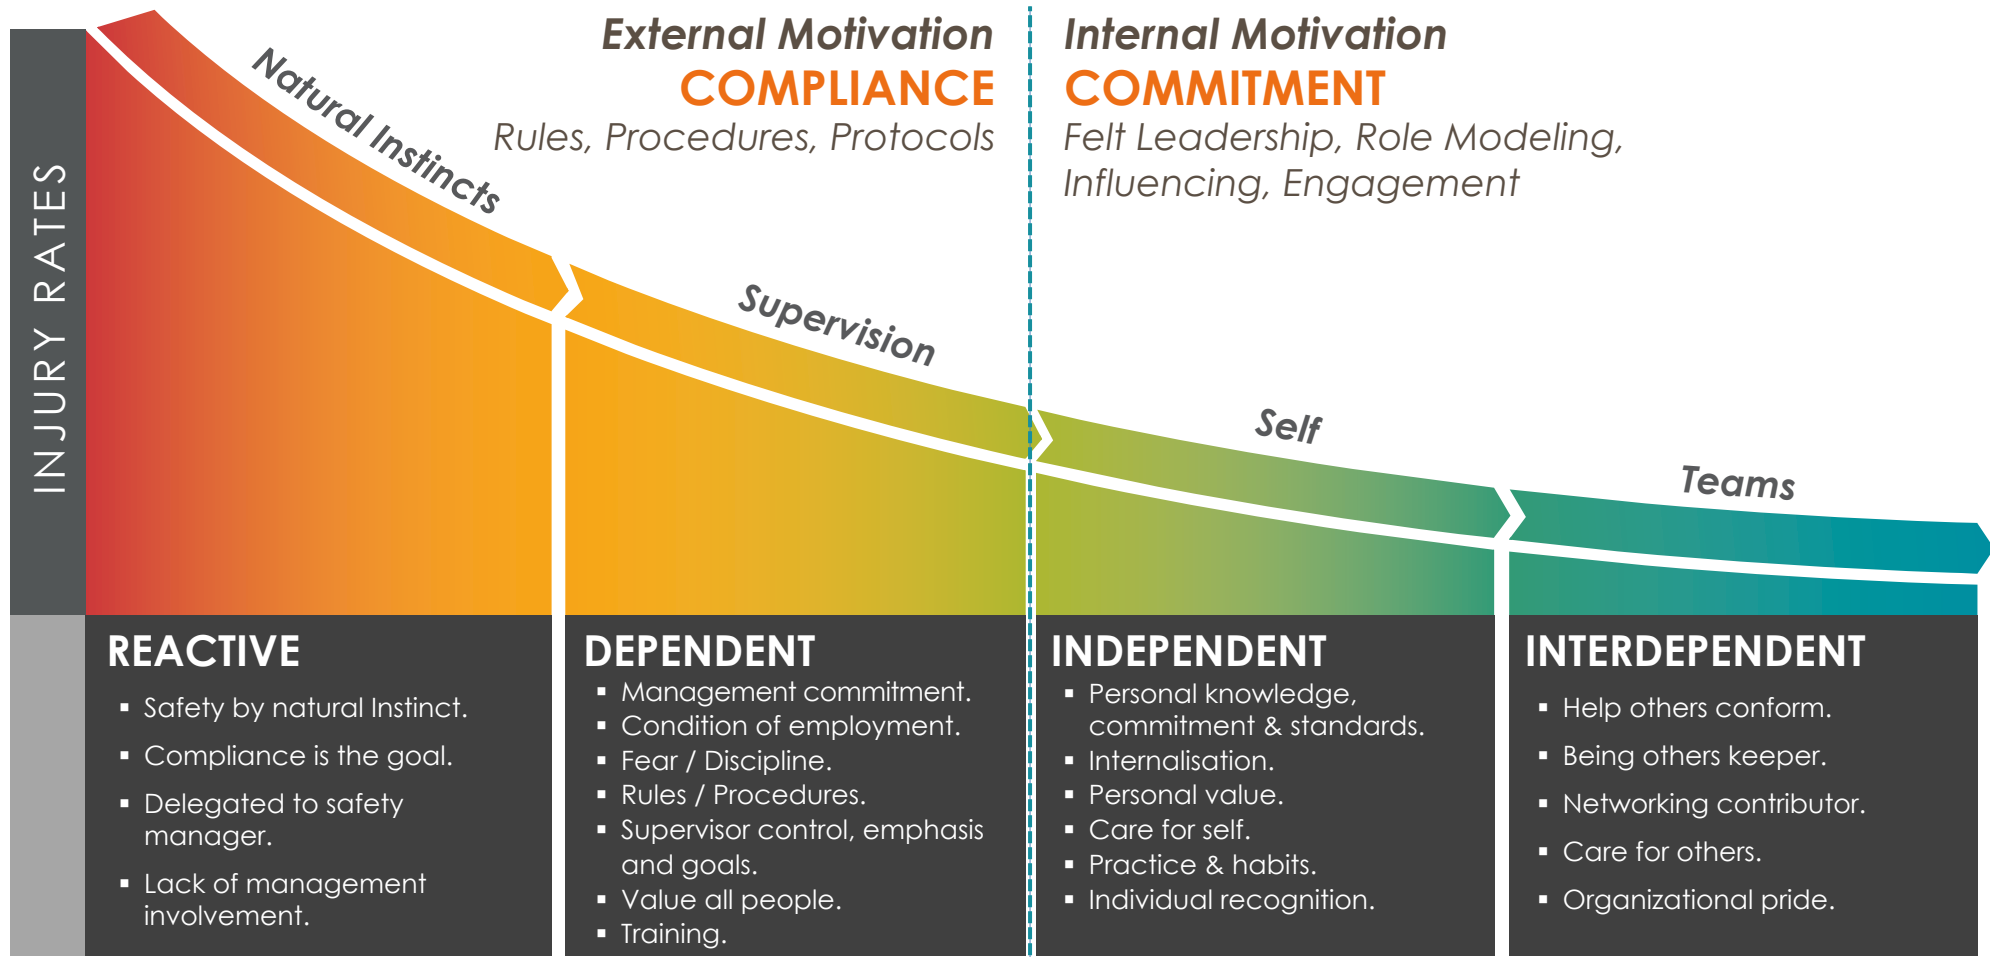 INJURY RATES
External Motivation
COMPLIANCE
Rules, Procedures, Protocols
Internal Motivation
COMMITMENT
Felt Leadership, Role Modeling,
Influencing, Engagement
Natural Instincts
Supervision
Self
Teams
REACTIVE
▪ Safety by natural Instinct.
▪ Compliance is the goal.
▪ Delegated to safety
manager.
▪ Lack of management
involvement.
DEPENDENT
▪ Management commitment.
▪ Condition of employment.
▪ Fear / Discipline.
▪ Rules / Procedures.
▪ Supervisor control, emphasis
and goals.
▪ Value all people.
▪ Training.
INDEPENDENT
▪ Personal knowledge,
commitment & standards.
▪ Internalisation.
▪ Personal value.
▪ Care for self.
▪ Practice & habits.
▪ Individual recognition.
INTERDEPENDENT
▪ Help others conform.
▪ Being others keeper.
▪ Networking contributor.
▪ Care for others.
▪ Organizational pride.